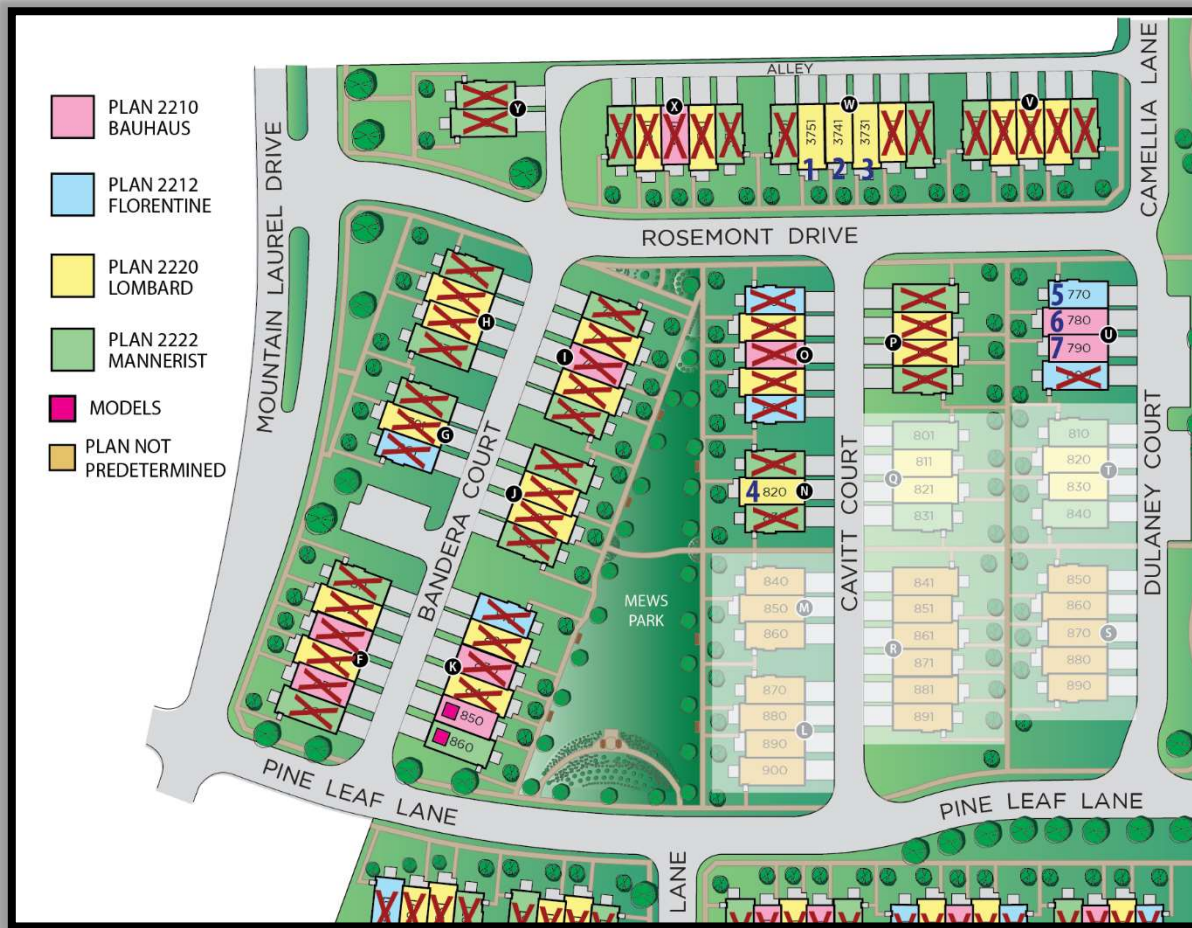 PLAN 2210
BAUHAUS
PLAN 2212
FLORENTINE
PLAN 2220
LOMBARD
PLAN 2222
MANNERIST
MODELS
PLAN NOT
PREDETERMINED
MOUNTAIN LAUREL DRIVE
ALLEY
CAMELLIA LANE
Y
X
W
V
3751
3741
3731
1
2
3
ROSEMONT DRIVE
H
I
G
J
F
K
850
860
BANDERA COURT
O
4 820
N
840
850
M
860
870
880
L
890
900
MEWS
PARK
CAVITT COURT
P
801
811
Q
821
831
841
851
861
R
871
881
891
5 770
6 780
7 790
U
810
820
T
830
840
850
860
870
S
880
890
DULANEY COURT
PINE LEAF LANE
PINE LEAF LANE
LANE